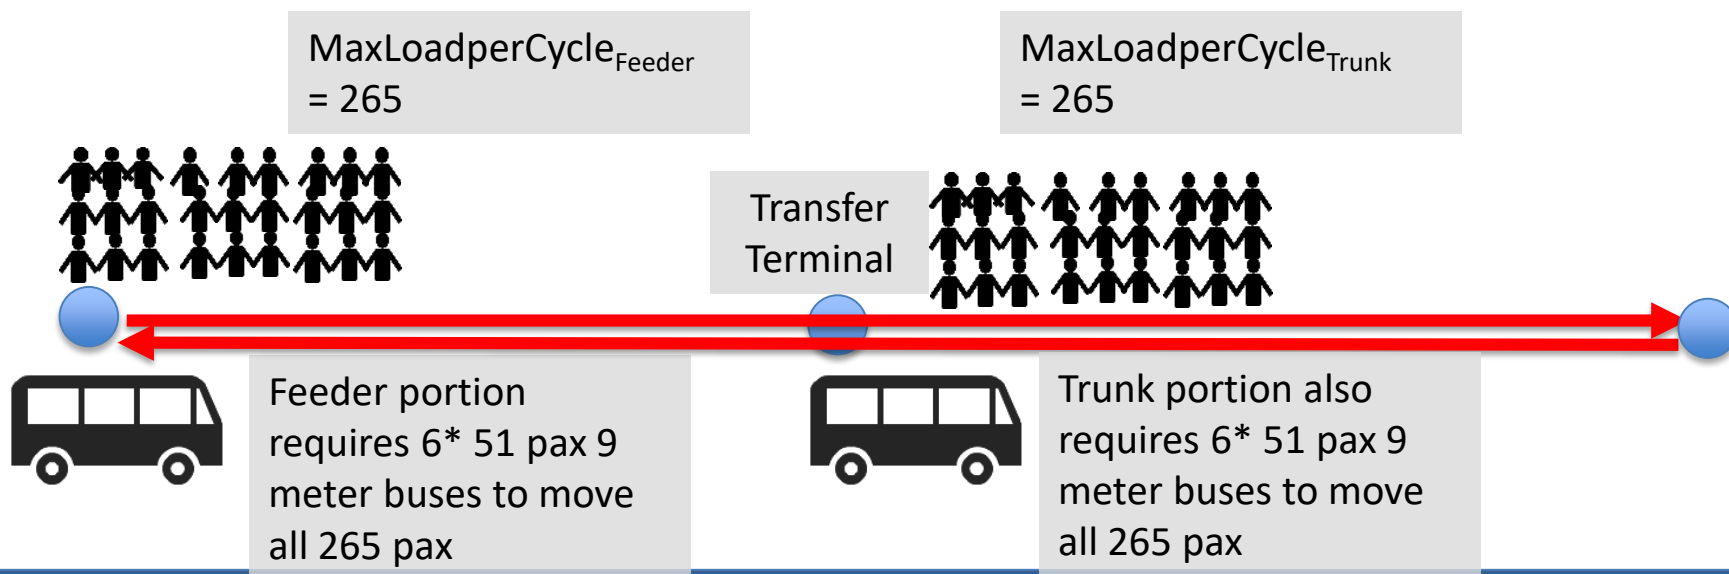 MaxLoadperCycleFeeder
= 265
MaxLoadperCycleTrunk
= 265
Transfer
Terminal
Feeder portion
requires 6* 51 pax 9
meter buses to move
all 265 pax
Trunk portion also
requires 6* 51 pax 9
meter buses to move
all 265 pax